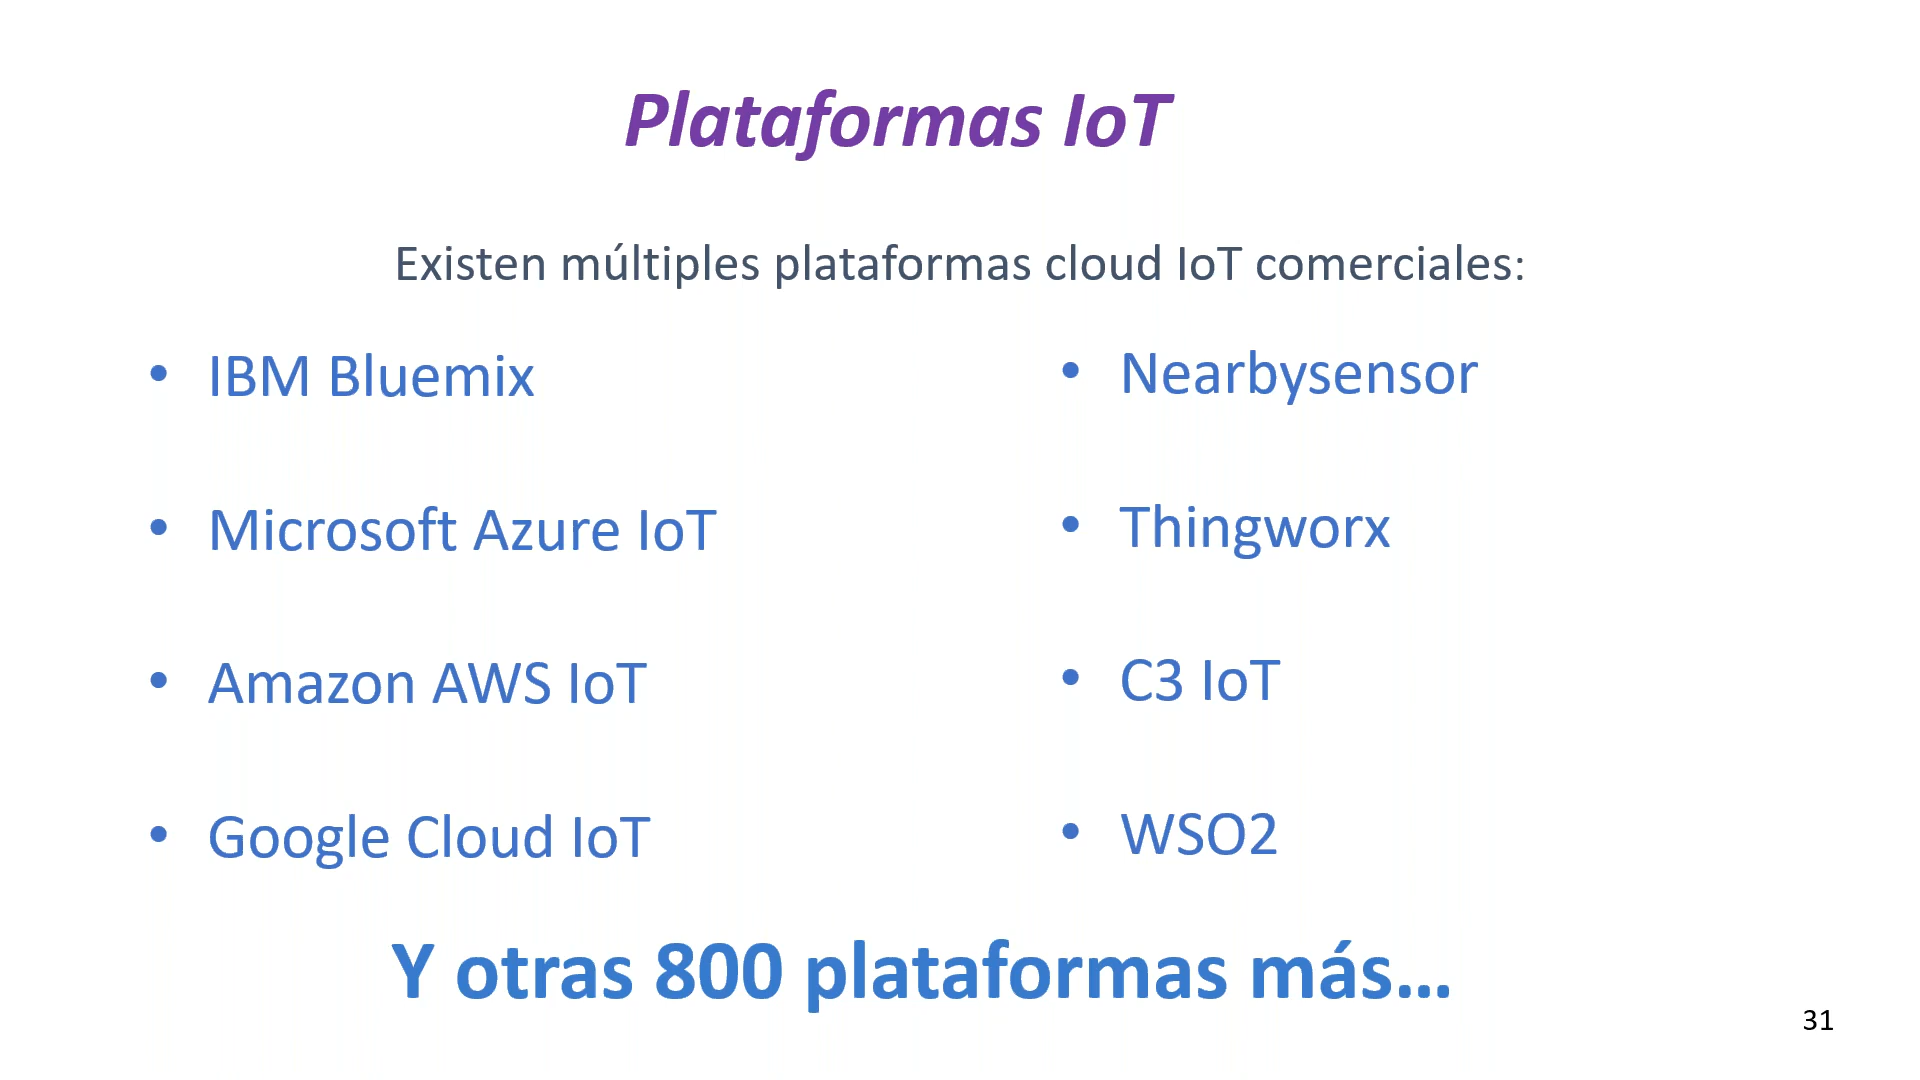 Plataformas IoT
Existen múltiples plataformas cloud IoT comerciales:
• IBM Bluemix
• Microsoft Azure IoT
• Amazon AWS IoT
• Google Cloud IoT
• Nearbysensor
• Thingworx
• C3 IoT
• WSO2
Y otras 800 plataformas más...
31